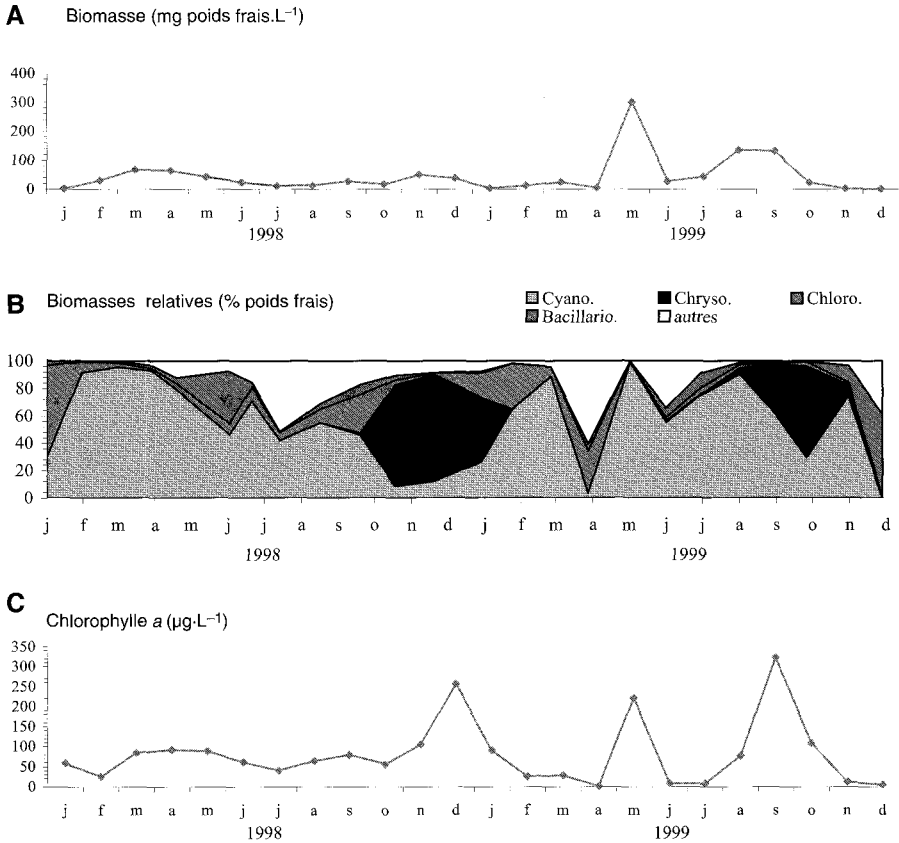 A Biomasse (mg poids frais.L⁻¹)
400
300
200
100
0
j f m a m j j a s o n d j f m a m j j a s o n d
1998 1999
B Biomasses relatives (% poids frais)
Cyano. Chryso. Chloro.
Bacillario. autres
100
80
60
40
20
0
j f m a m j j a s o n d j f m a m j j a s o n d
1998 1999
C
Chlorophylle a (µg·L⁻¹)
350
300
250
200
150
100
50
0
j f m a m j j a s o n d j f m a m j j a s o n d
1998 1999